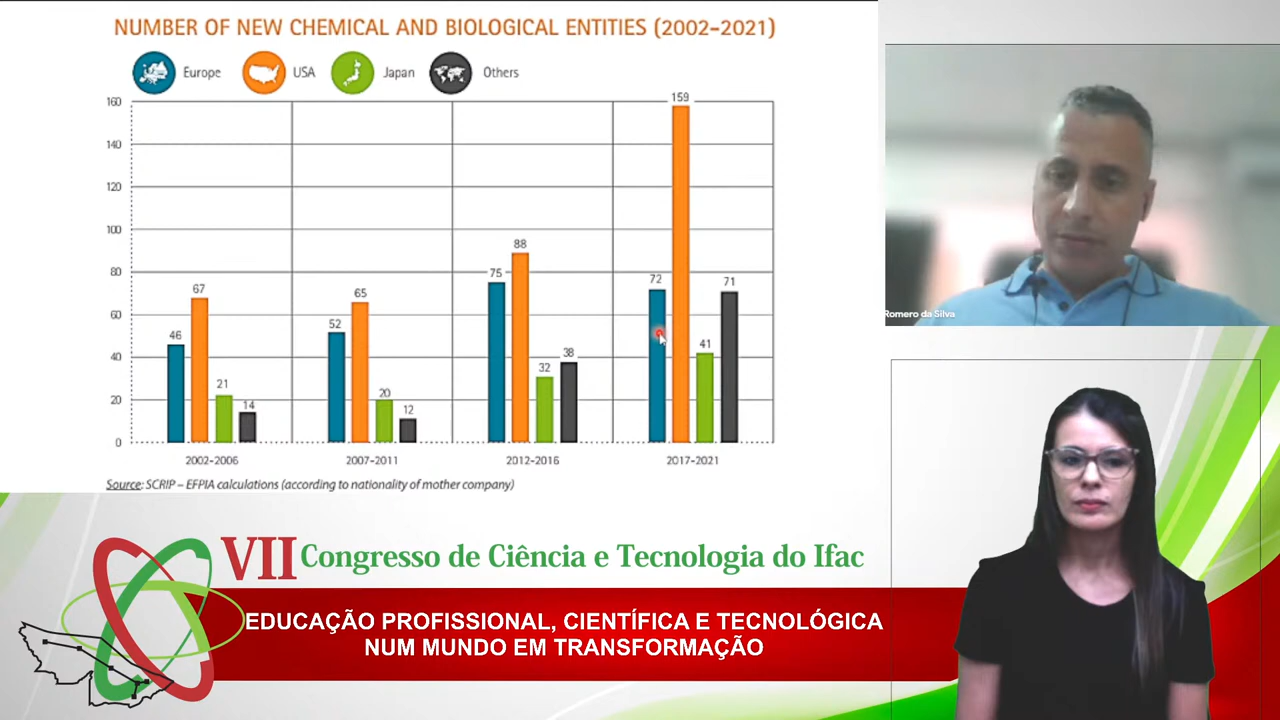 NUMBER OF NEW CHEMICAL AND BIOLOGICAL ENTITIES (2002-2021)
Europe
USA
Japan
Others
160
140
120
100
80
60
40
20
0
46
67
21
14
52
65
20
12
75
88
32
38
72
159
41
71
2002-2006
2007-2011
2012-2016
2017-2021
Source: SCRIP – EFPIA calculations (according to nationality of mother company)
Romero da Silva
VII Congresso de Ciência e Tecnologia do Ifac
EDUCAÇÃO PROFISSIONAL, CIENTÍFICA E TECNOLÓGICA
NUM MUNDO EM TRANSFORMAÇÃO